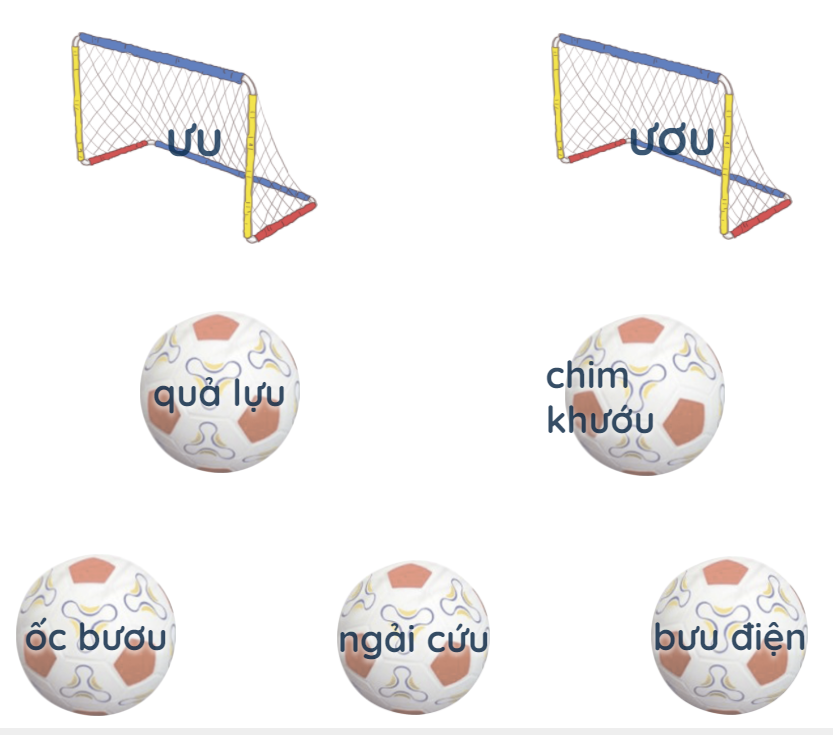 ưu
ươu
quả lựu
chim
khướu
ốc bươu
ngải cứu
bưu điện